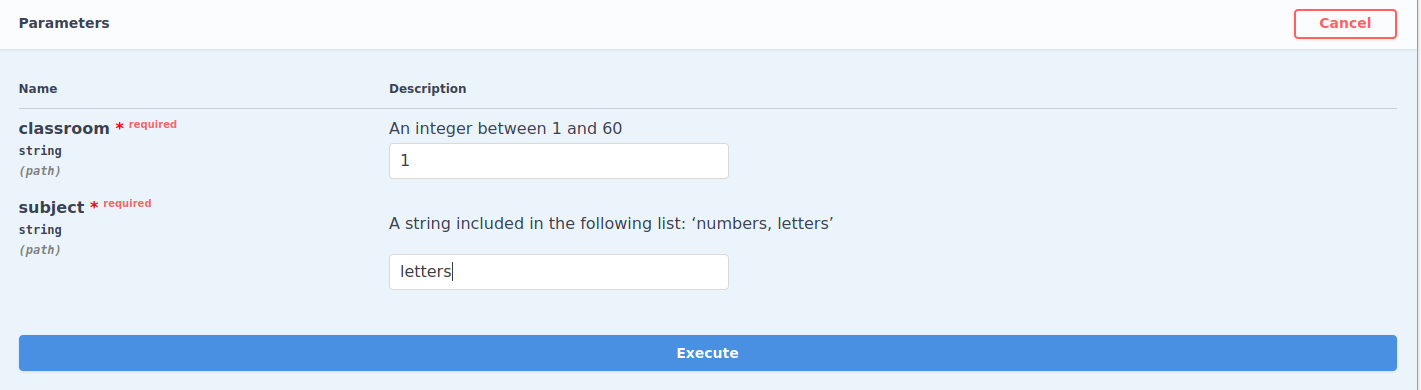 Parameters
Cancel
Name Description
classroom * required
An integer between 1 and 60
string
1
(path)
subject * required
A string included in the following list: ‘numbers, letters’
string
(path)
letters
Execute